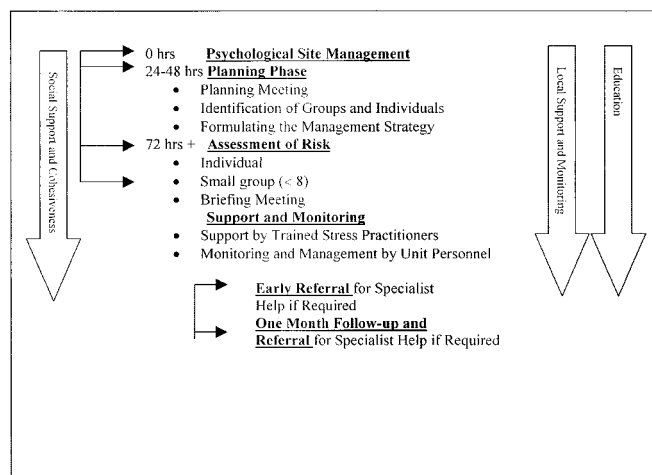 0 hrs Psychological Site Management
24-48 hrs Planning Phase
• Planning Meeting
• Identification of Groups and Individuals
• Formulating the Management Strategy
72 hrs + Assessment of Risk
• Individual
• Small group (< 8)
• Briefing Meeting
Support and Monitoring
• Support by Trained Stress Practitioners
• Monitoring and Management by Unit Personnel
Early Referral for Specialist
Help if Required
One Month Follow-up and
Referral for Specialist Help if Required
Social Support and Cohesiveness
Local Support and Monitoring
Education